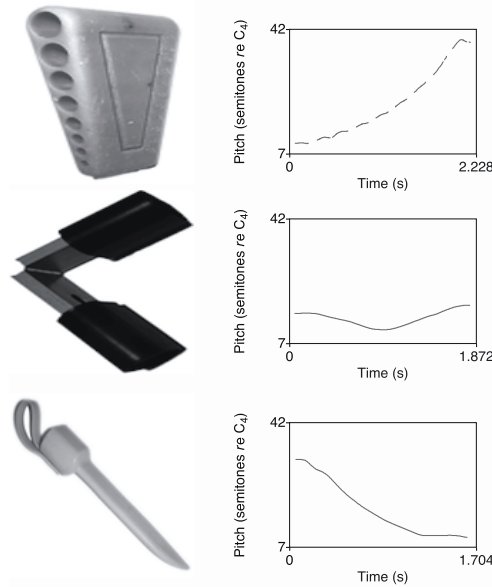 42
Pitch (semitones re C4)
7
0
2.228
Time (s)
42
Pitch (semitones re C4)
7
0
1.872
Time (s)
42
Pitch (semitones re C4)
7
0
1.704
Time (s)